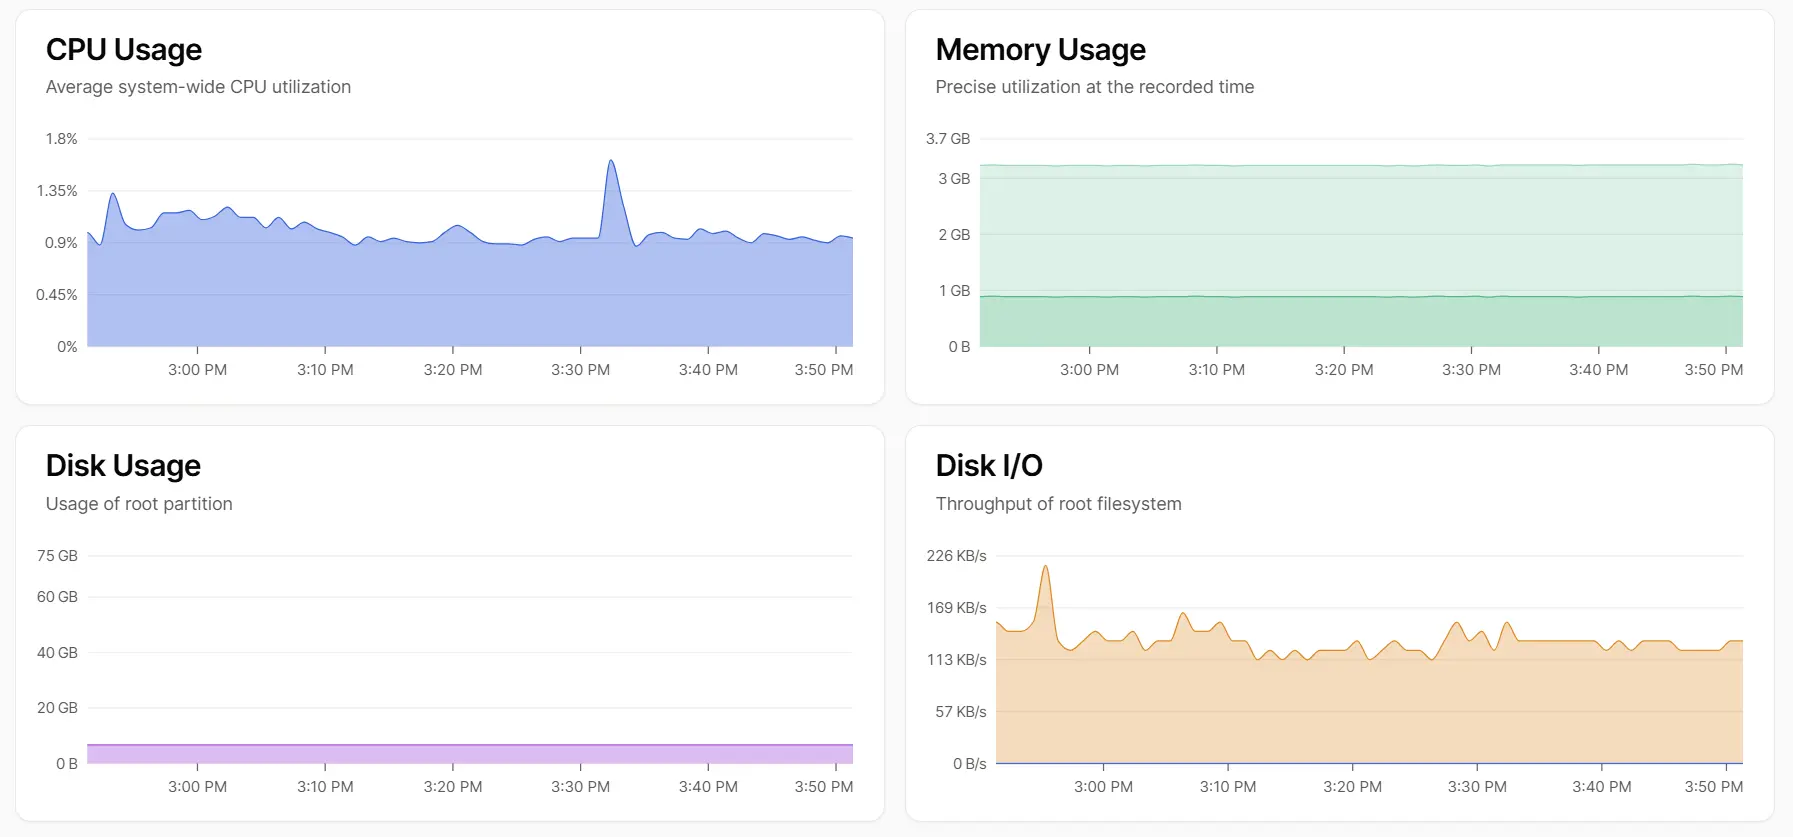 CPU Usage
Average system-wide CPU utilization
1.8%
1.35%
0.9%
0.45%
0%
3:00 PM 3:10 PM 3:20 PM 3:30 PM 3:40 PM 3:50 PM
Memory Usage
Precise utilization at the recorded time
3.7 GB
3 GB
2 GB
1 GB
0 B
3:00 PM 3:10 PM 3:20 PM 3:30 PM 3:40 PM 3:50 PM
Disk Usage
Usage of root partition
75 GB
60 GB
40 GB
20 GB
0 B
3:00 PM 3:10 PM 3:20 PM 3:30 PM 3:40 PM 3:50 PM
Disk I/O
Throughput of root filesystem
226 KB/s
169 KB/s
113 KB/s
57 KB/s
0 B/s
3:00 PM 3:10 PM 3:20 PM 3:30 PM 3:40 PM 3:50 PM